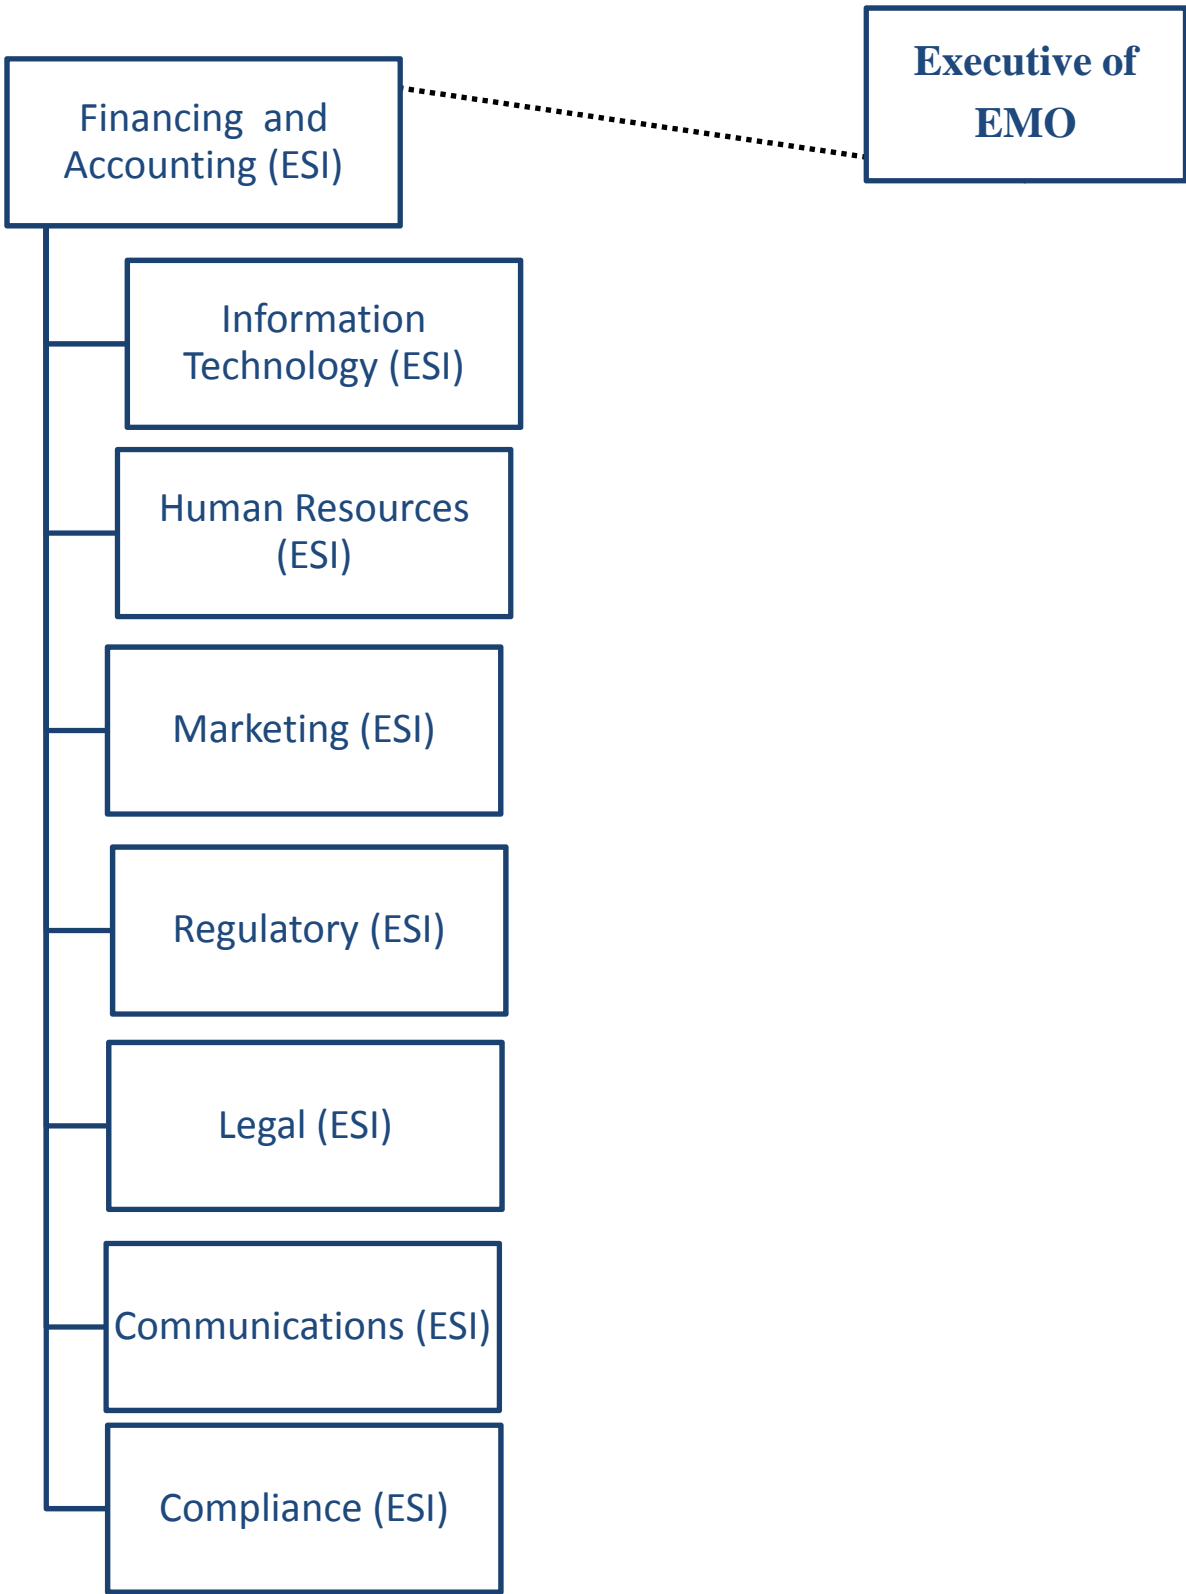 Executive of
EMO
Financing and
Accounting (ESI)
Information
Technology (ESI)
Human Resources
(ESI)
Marketing (ESI)
Regulatory (ESI)
Legal (ESI)
Communications (ESI)
Compliance (ESI)